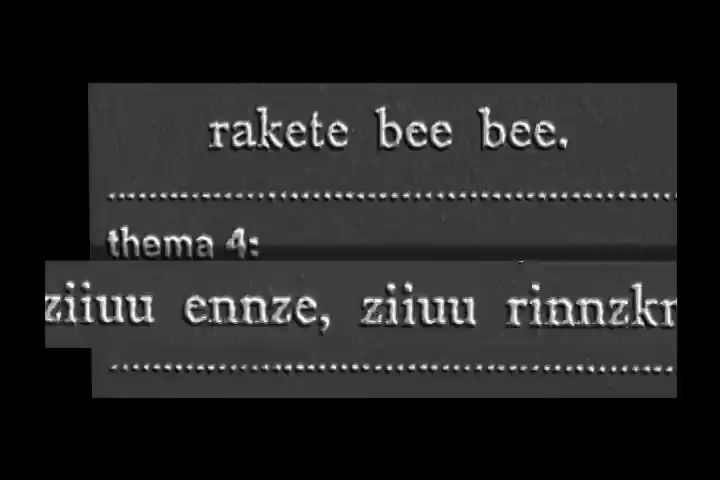 rakete bee bee.
thema 4:
ziiuu ennze, ziiuu rinnzkr